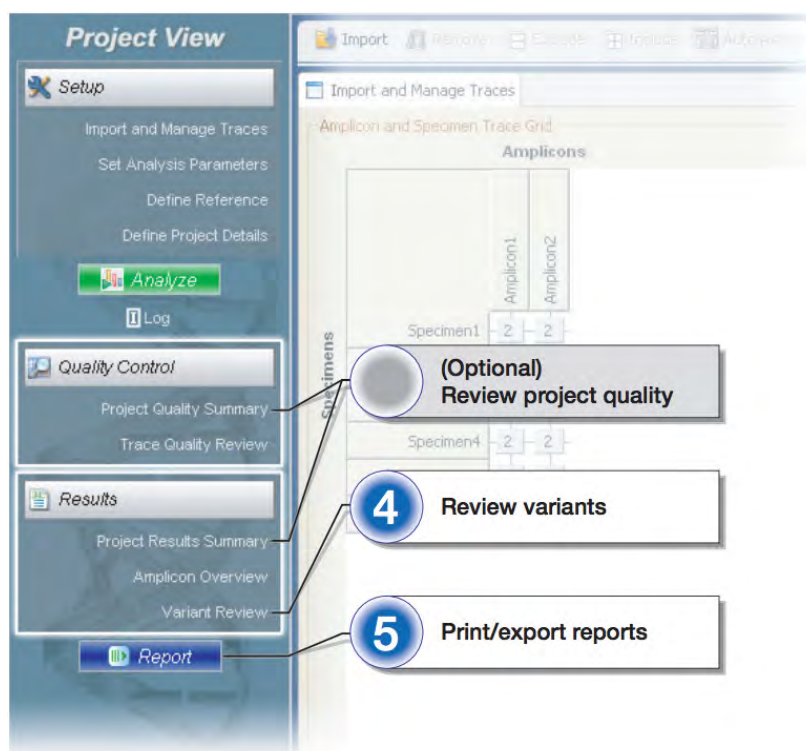 Project View
Setup
Import and Manage Traces
Set Analysis Parameters
Define Reference
Define Project Details
Analyze
Log
Quality Control
Project Quality Summary
Trace Quality Review
Results
Project Results Summary
Amplicon Overview
Variant Review
Report
Import
Import and Manage Traces
Amplicon and Specimen Trace Grid
Amplicons
Amplicon1
Amplicon2
Specimens
Specimen1 2 2
(Optional)
Review project quality
Specimen4 2 2
4 Review variants
5 Print/export reports